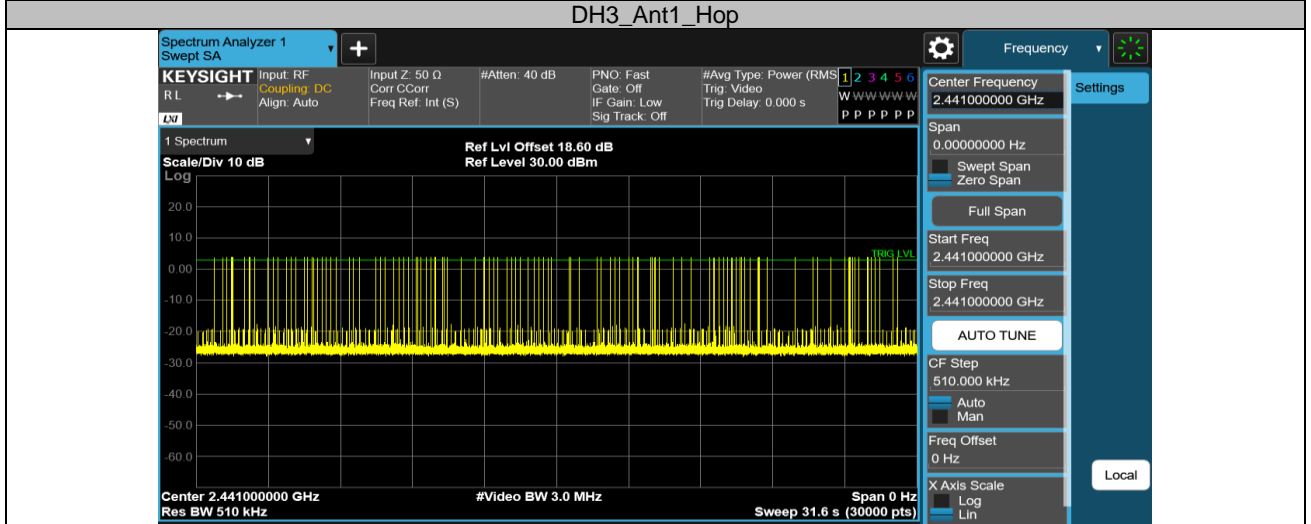 DH3_Ant1_Hop
Spectrum Analyzer 1
Swept SA
Frequency
KEYSIGHT
R L
LXI
Input: RF
Coupling: DC
Align: Auto
Input Z: 50 Ω
Corr CCorr
Freq Ref: Int (S)
#Atten: 40 dB
PNO: Fast
Gate: Off
IF Gain: Low
Sig Track: Off
#Avg Type: Power (RMS
Trig: Video
Trig Delay: 0.000 s
1 2 3 4 5 6
W W W W W W
P P P P P P
1 Spectrum
Scale/Div 10 dB
Ref Lvl Offset 18.60 dB
Ref Level 30.00 dBm
Log
20.0
10.0
0.00
-10.0
-20.0
-30.0
-40.0
-50.0
-60.0
TRIG LVL
Center 2.441000000 GHz
Res BW 510 kHz
#Video BW 3.0 MHz
Span 0 Hz
Sweep 31.6 s (30000 pts)
Center Frequency
2.441000000 GHz
Span
0.00000000 Hz
Swept Span
Zero Span
Full Span
Start Freq
2.441000000 GHz
Stop Freq
2.441000000 GHz
AUTO TUNE
CF Step
510.000 kHz
Auto
Man
Freq Offset
0 Hz
X Axis Scale
Log
Lin
Settings
Local